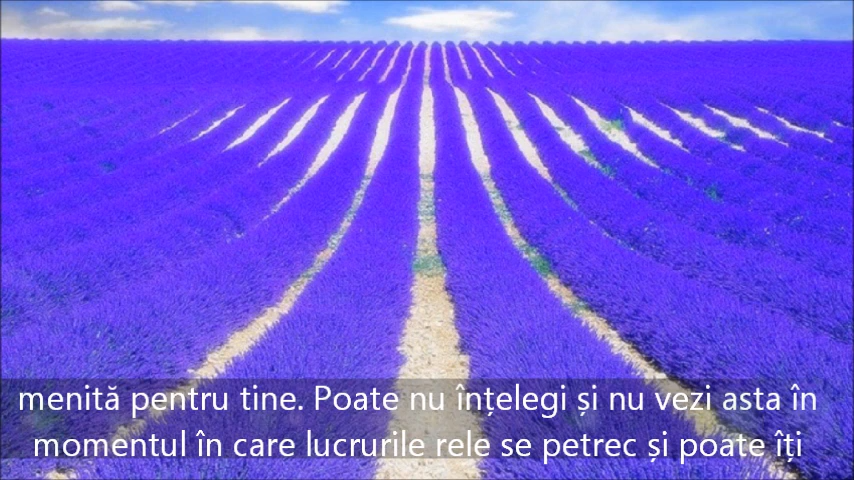 menită pentru tine. Poate nu înțelegi și nu vezi asta în
momentul în care lucrurile rele se petrec și poate îți